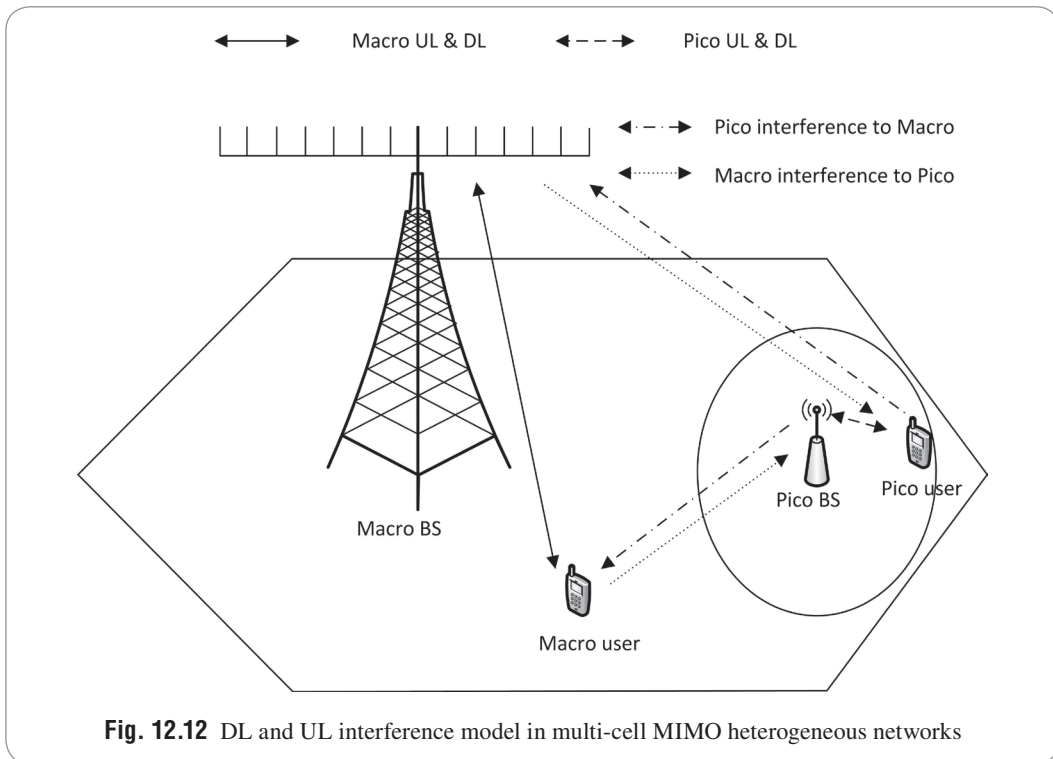 Macro UL & DL
Pico UL & DL
Pico interference to Macro
Macro interference to Pico
Macro BS
Pico BS
Pico user
Macro user
Fig. 12.12 DL and UL interference model in multi-cell MIMO heterogeneous networks